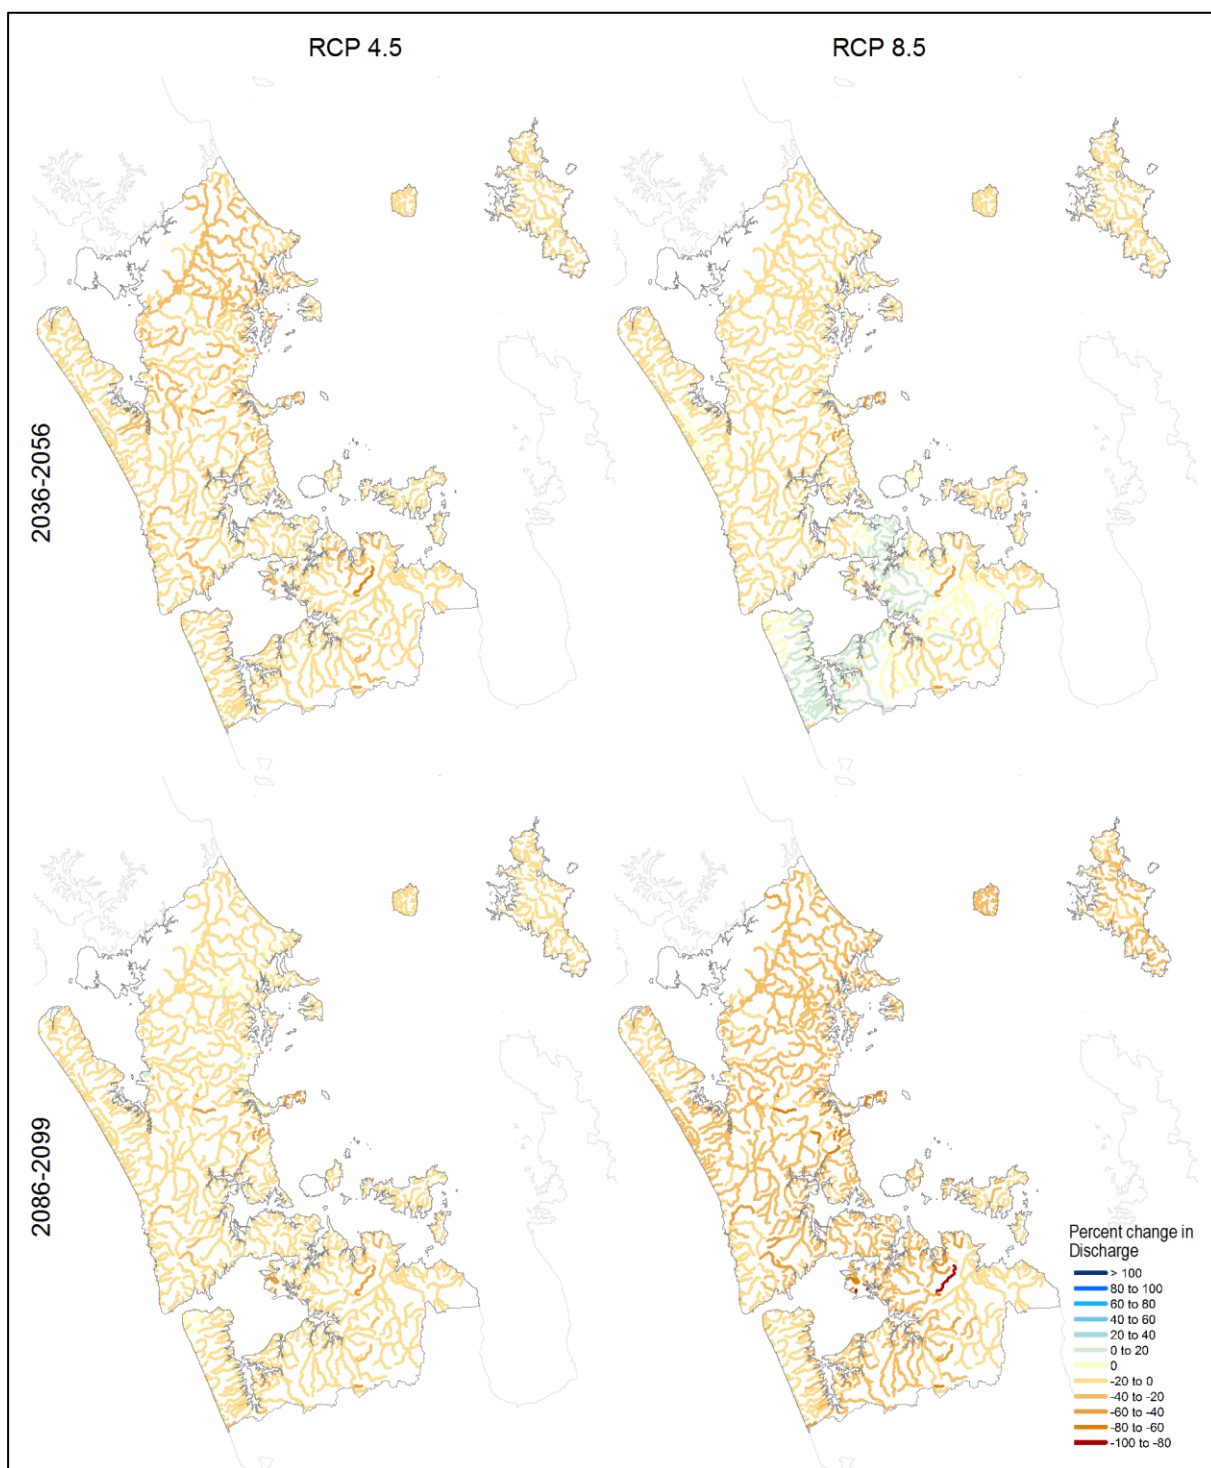 RCP 4.5
RCP 8.5
2036-2056
2086-2099
Percent change in
Discharge
> 100
80 to 100
60 to 80
40 to 60
20 to 40
0 to 20
0
-20 to 0
-40 to -20
-60 to -40
-80 to -60
-100 to -80